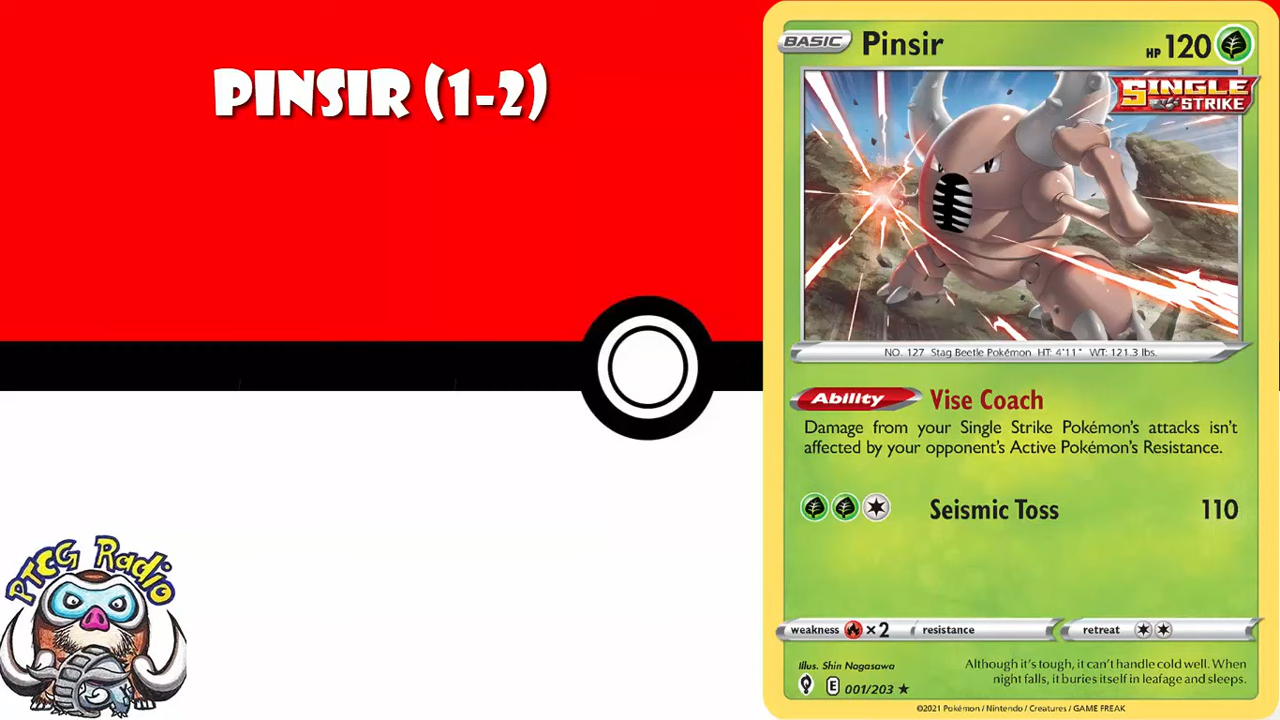 PINSIR (1-2)
PTCG Radio
BASIC Pinsir HP 120
SINGLE STRIKE
NO. 127 Stag Beetle Pokémon HT: 4'11" WT: 121.3 lbs.
Ability Vise Coach
Damage from your Single Strike Pokémon's attacks isn't
affected by your opponent's Active Pokémon's Resistance.
Seismic Toss 110
weakness ×2 resistance retreat
Illus. Shin Nagasawa
E 001/203 ★
Although it's tough, it can't handle cold well. When
night falls, it buries itself in leafage and sleeps.
©2021 Pokémon / Nintendo / Creatures / GAME FREAK